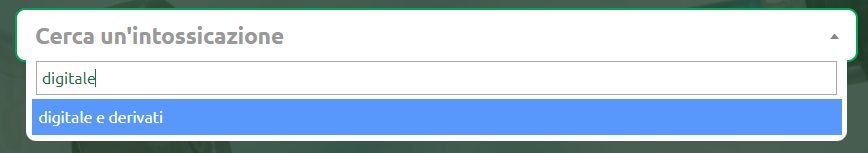 Cerca un'intossicazione
digitale
digitale e derivati